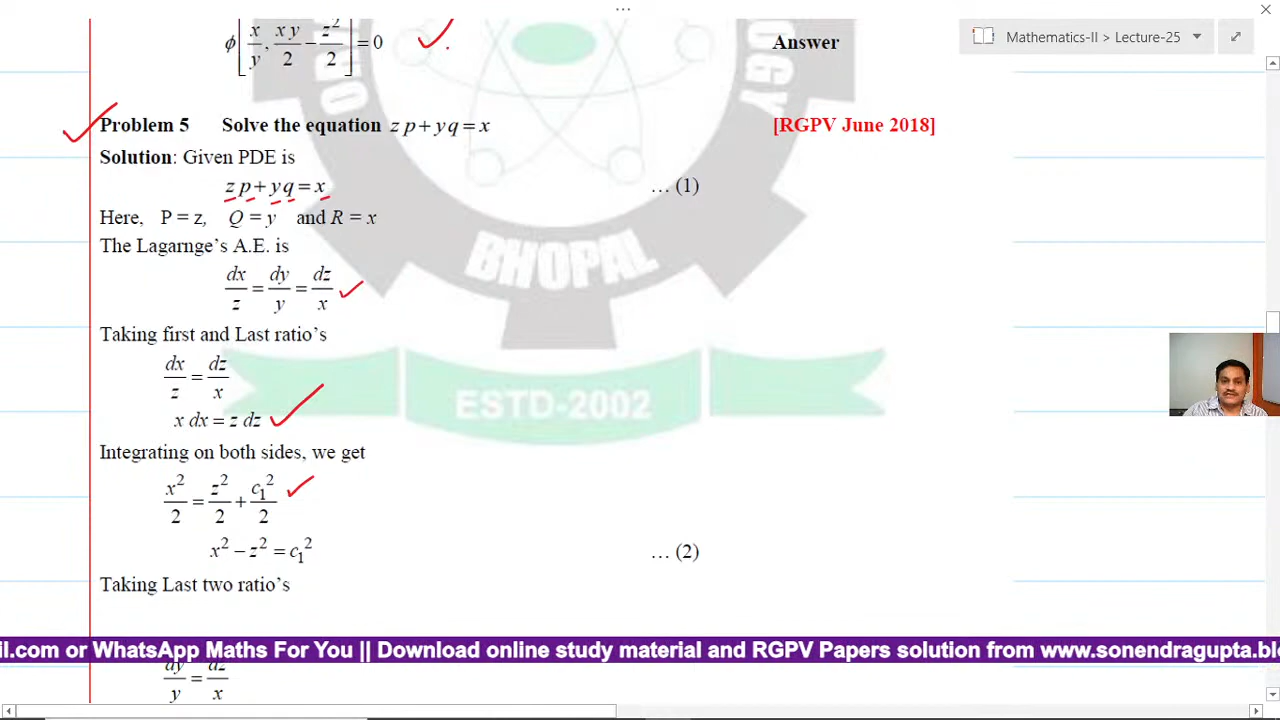 Mathematics-II > Lecture-25
ϕ[x/y, xy/2 − z²/2] = 0 Answer
Problem 5 Solve the equation z p + y q = x [RGPV June 2018]
Solution: Given PDE is
z p + y q = x … (1)
Here, P = z, Q = y and R = x
The Lagarnge's A.E. is
dx/z = dy/y = dz/x
Taking first and Last ratio's
dx/z = dz/x
x dx = z dz
Integrating on both sides, we get
x²/2 = z²/2 + c₁²/2
x² − z² = c₁² … (2)
Taking Last two ratio's
il.com or WhatsApp Maths For You || Download online study material and RGPV Papers solution from www.sonendragupta.bl
dy/y = dz/x
BHOPAL
ESTD-2002